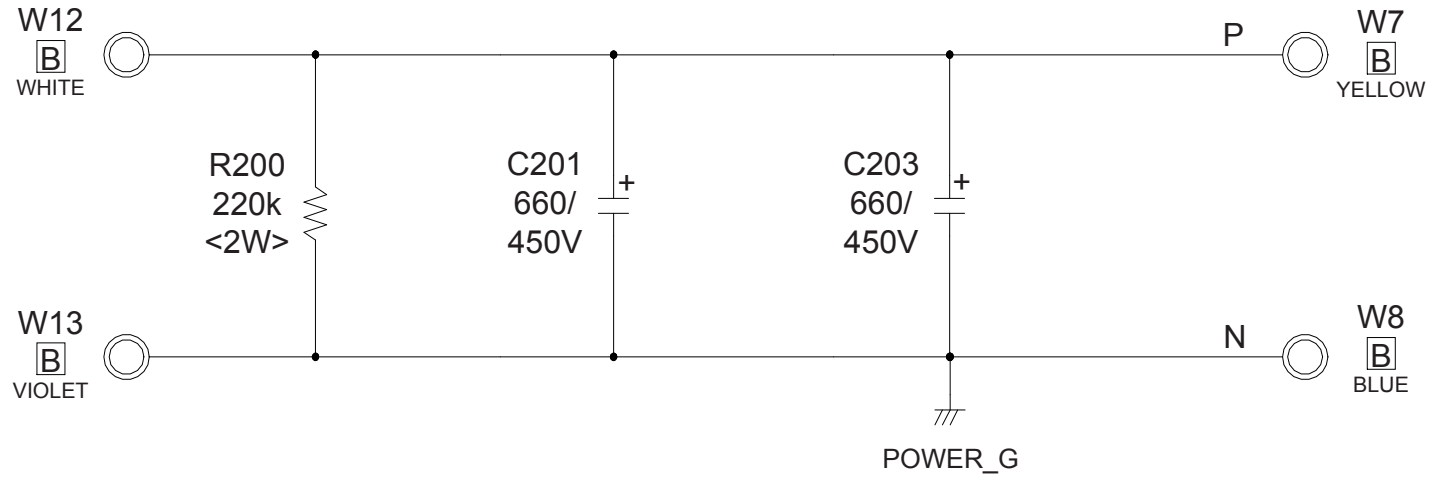 W12
B
WHITE
P
W7
B
YELLOW
R200
220k
<2W>
C201
660/
450V
+
C203
660/
450V
+
W13
B
VIOLET
N
W8
B
BLUE
POWER_G